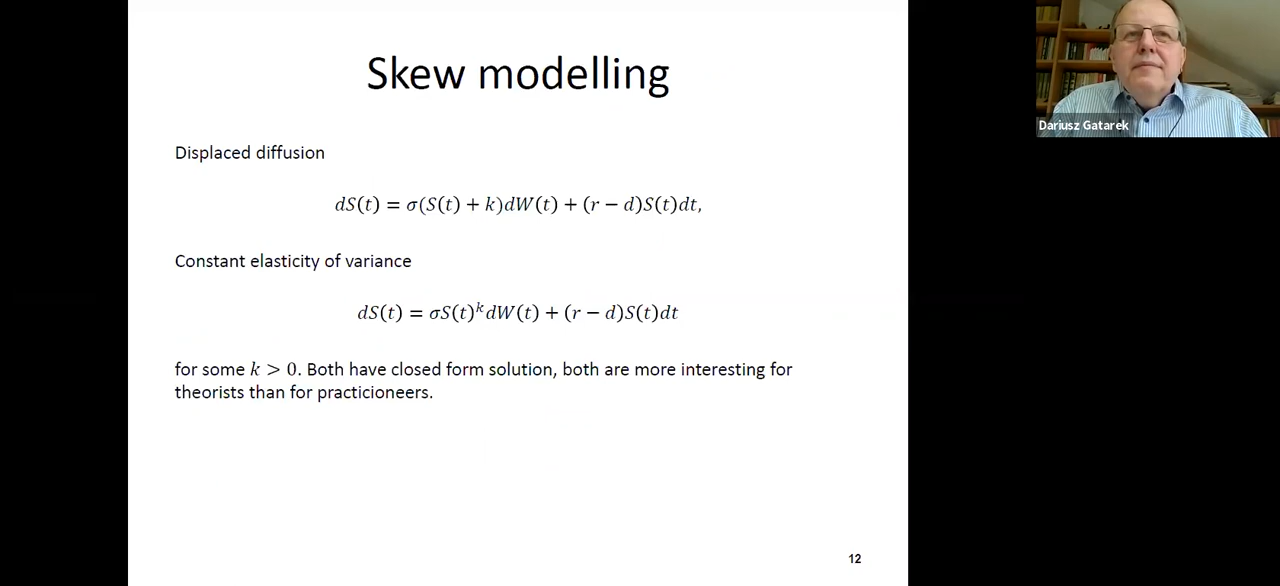 Skew modelling
Dariusz Gatarek
Displaced diffusion
dS(t) = σ(S(t) + k)dW(t) + (r − d)S(t)dt,
Constant elasticity of variance
dS(t) = σS(t)^k dW(t) + (r − d)S(t)dt
for some k > 0. Both have closed form solution, both are more interesting for
theorists than for practicioneers.
12